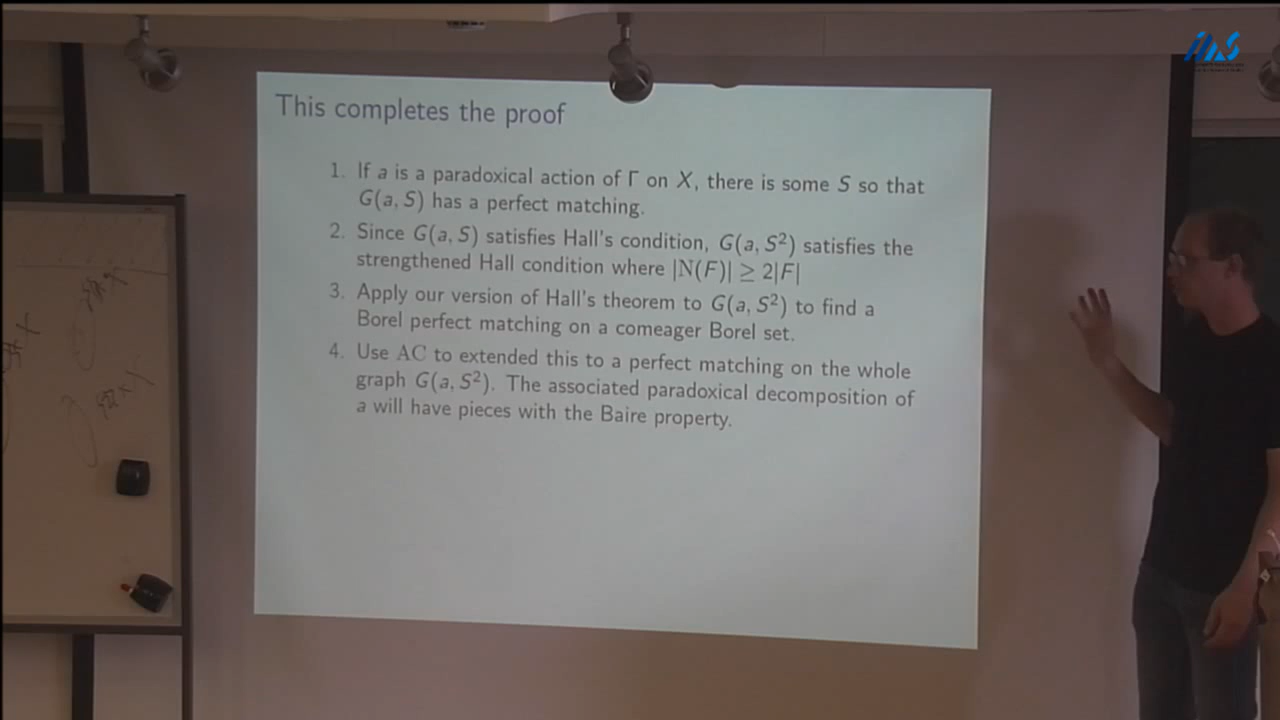 This completes the proof
1. If a is a paradoxical action of Γ on X, there is some S so that
G(a, S) has a perfect matching.
2. Since G(a, S) satisfies Hall's condition, G(a, S²) satisfies the
strengthened Hall condition where |N(F)| ≥ 2|F|
3. Apply our version of Hall's theorem to G(a, S²) to find a
Borel perfect matching on a comeager Borel set.
4. Use AC to extended this to a perfect matching on the whole
graph G(a, S²). The associated paradoxical decomposition of
a will have pieces with the Baire property.